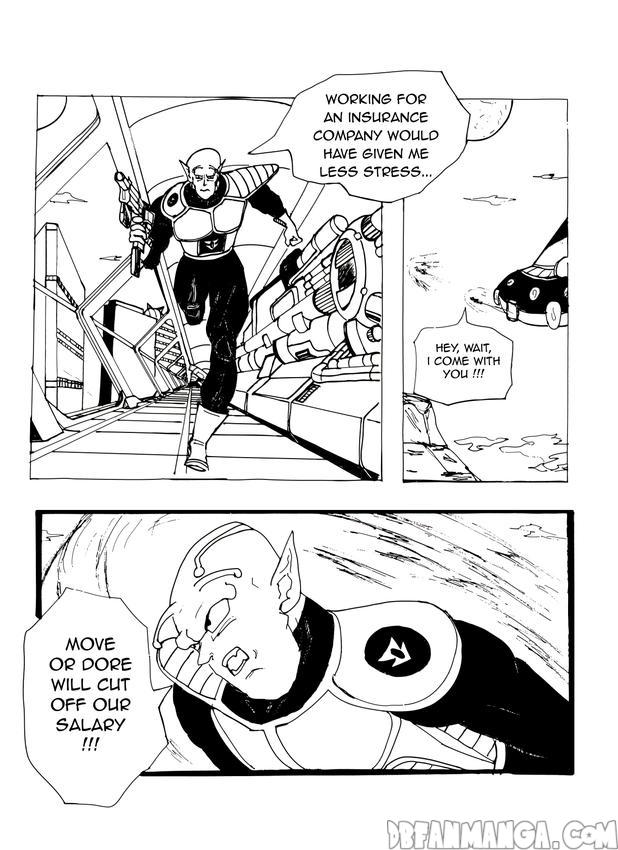 WORKING FOR
AN INSURANCE
COMPANY WOULD
HAVE GIVEN ME
LESS STRESS...
HEY, WAIT,
I COME WITH
YOU !!!
MOVE
OR DORE
WILL CUT
OFF OUR
SALARY
!!!
DBFANMANGA.COM